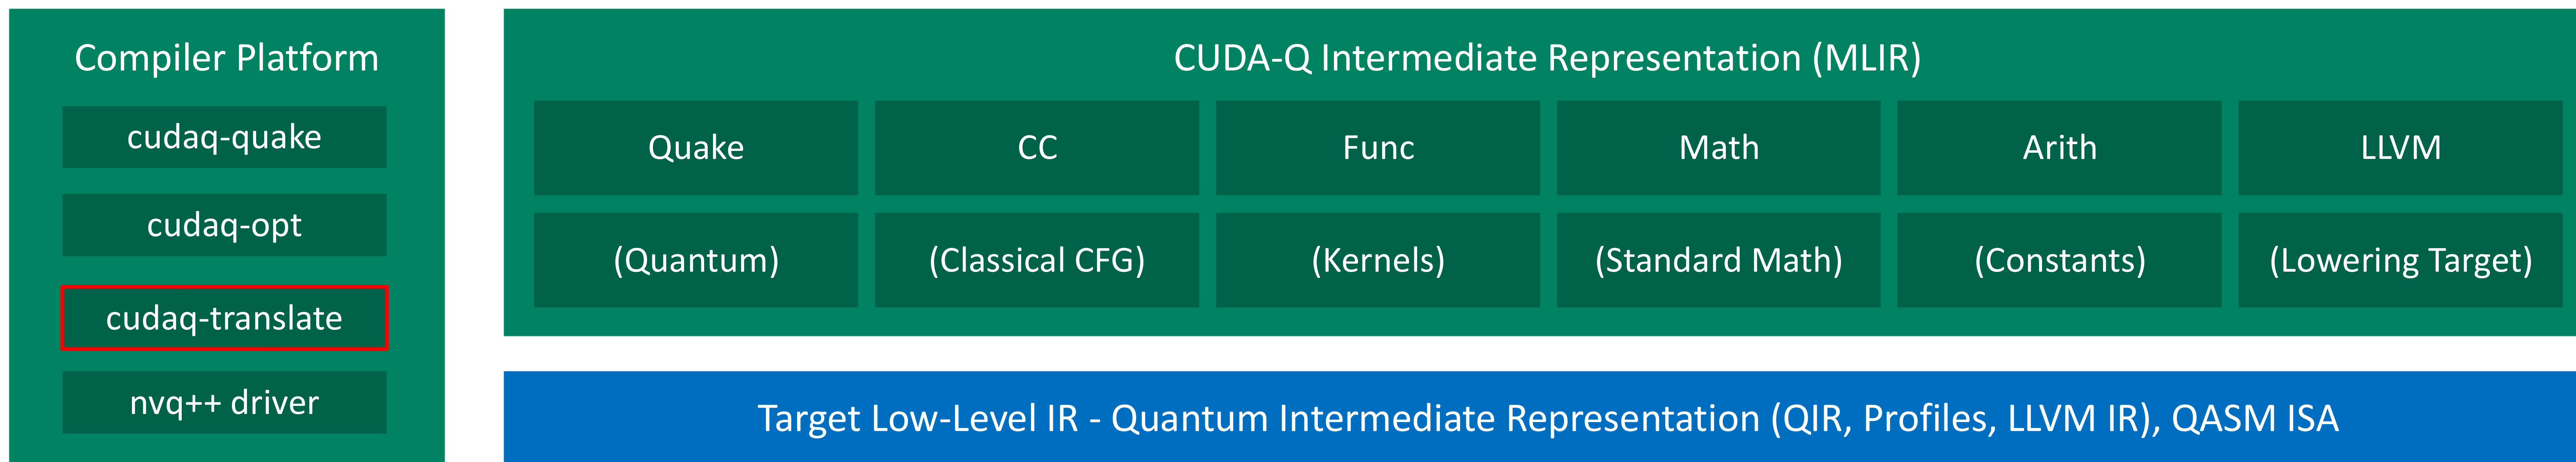 Compiler Platform
cudaq-quake
cudaq-opt
cudaq-translate
nvq++ driver
CUDA-Q Intermediate Representation (MLIR)
Quake
CC
Func
Math
Arith
LLVM
(Quantum)
(Classical CFG)
(Kernels)
(Standard Math)
(Constants)
(Lowering Target)
Target Low-Level IR - Quantum Intermediate Representation (QIR, Profiles, LLVM IR), QASM ISA